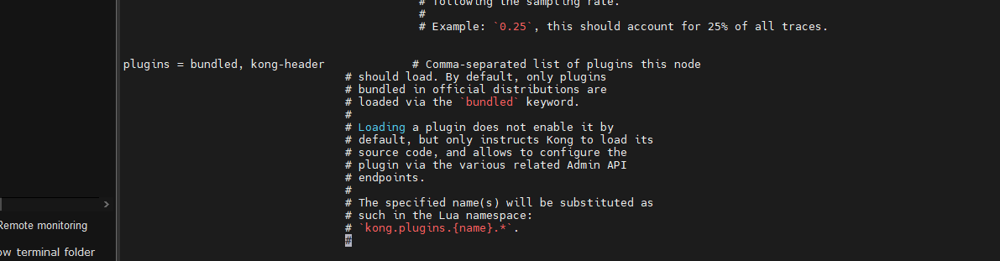 # following the sampling rate.
#
# Example: `0.25`, this should account for 25% of all traces.
plugins = bundled, kong-header # Comma-separated list of plugins this node
# should load. By default, only plugins
# bundled in official distributions are
# loaded via the `bundled` keyword.
#
# Loading a plugin does not enable it by
# default, but only instructs Kong to load its
# source code, and allows to configure the
# plugin via the various related Admin API
# endpoints.
#
# The specified name(s) will be substituted as
# such in the Lua namespace:
# `kong.plugins.{name}.*`.
#
Remote monitoring
ow terminal folder